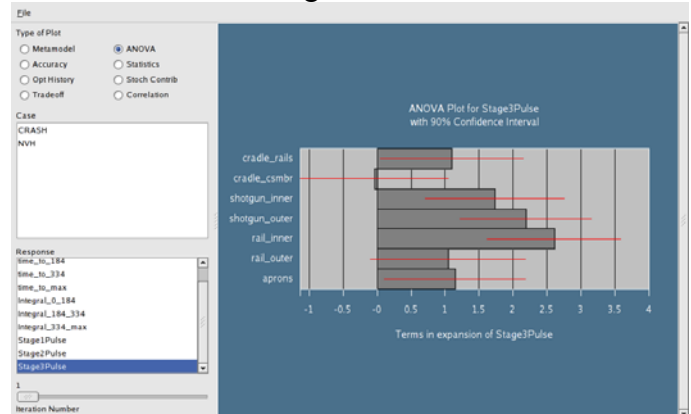 File
Type of Plot
Metamodel
ANOVA
Accuracy
Statistics
Opt History
Stoch Contrib
Tradeoff
Correlation
Case
CRASH
NVH
Response
time_to_184
time_to_334
time_to_max
Integral_0_184
Integral_184_334
Integral_334_max
Stage1Pulse
Stage2Pulse
Stage3Pulse
1
Iteration Number
ANOVA Plot for Stage3Pulse
with 90% Confidence Interval
cradle_rails
cradle_csmbr
shotgun_inner
shotgun_outer
rail_inner
rail_outer
aprons
-1 -0.5 -0 0.5 1 1.5 2 2.5 3 3.5 4
Terms in expansion of Stage3Pulse